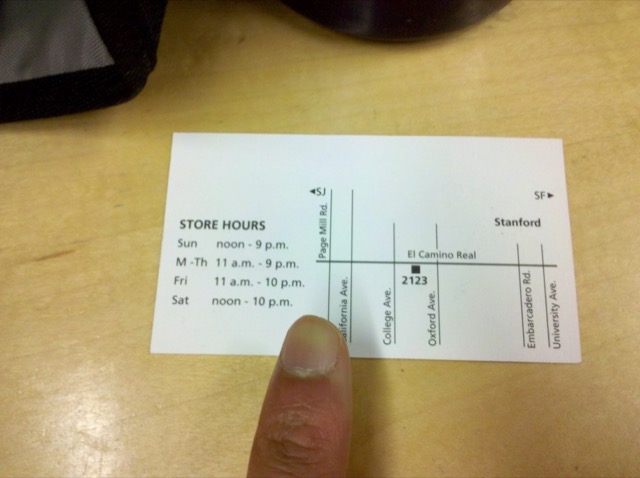 ◄SJ
SF►
Page Mill Rd.
STORE HOURS
Sun noon - 9 p.m.
M -Th 11 a.m. - 9 p.m.
Fri 11 a.m. - 10 p.m.
Sat noon - 10 p.m.
Stanford
El Camino Real
2123
alifornia Ave.
College Ave.
Oxford Ave.
Embarcadero Rd.
University Ave.